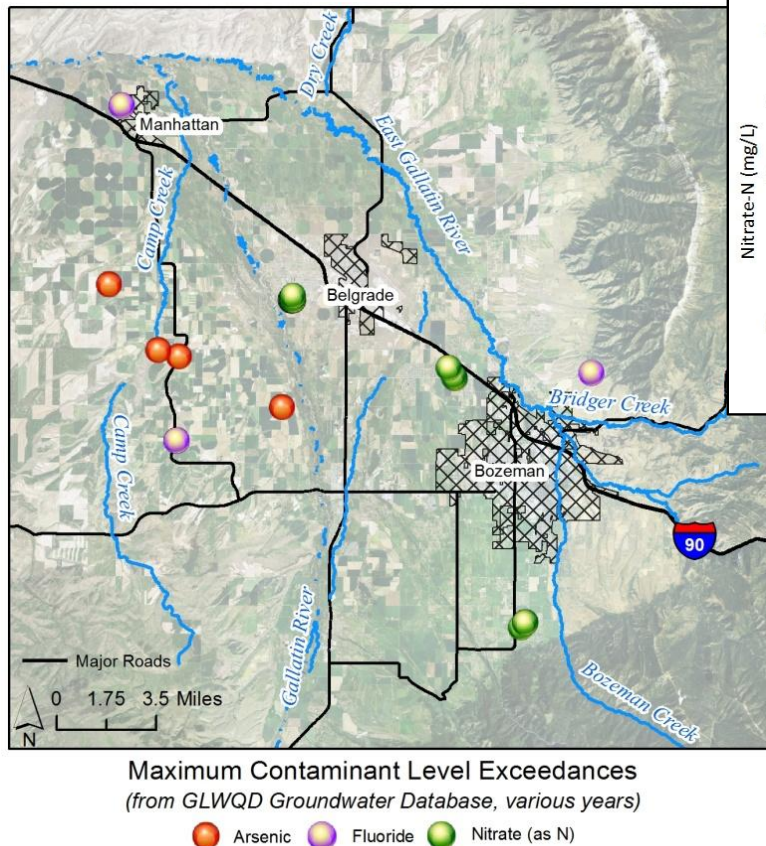 Dry Creek
Manhattan
East Gallatin River
Camp Creek
Nitrate-N (mg/L)
Belgrade
Bridger Creek
Camp Creek
Bozeman
90
Gallatin River
Major Roads
Bozeman Creek
0 1.75 3.5 Miles
N
Maximum Contaminant Level Exceedances
(from GLWQD Groundwater Database, various years)
Arsenic Fluoride Nitrate (as N)